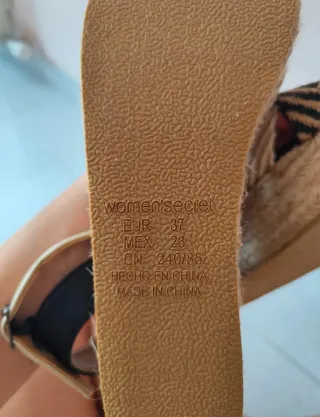 women'secret
EUR 37
MEX 23
CN 240/85
HECHO EN CHINA
MADE IN CHINA